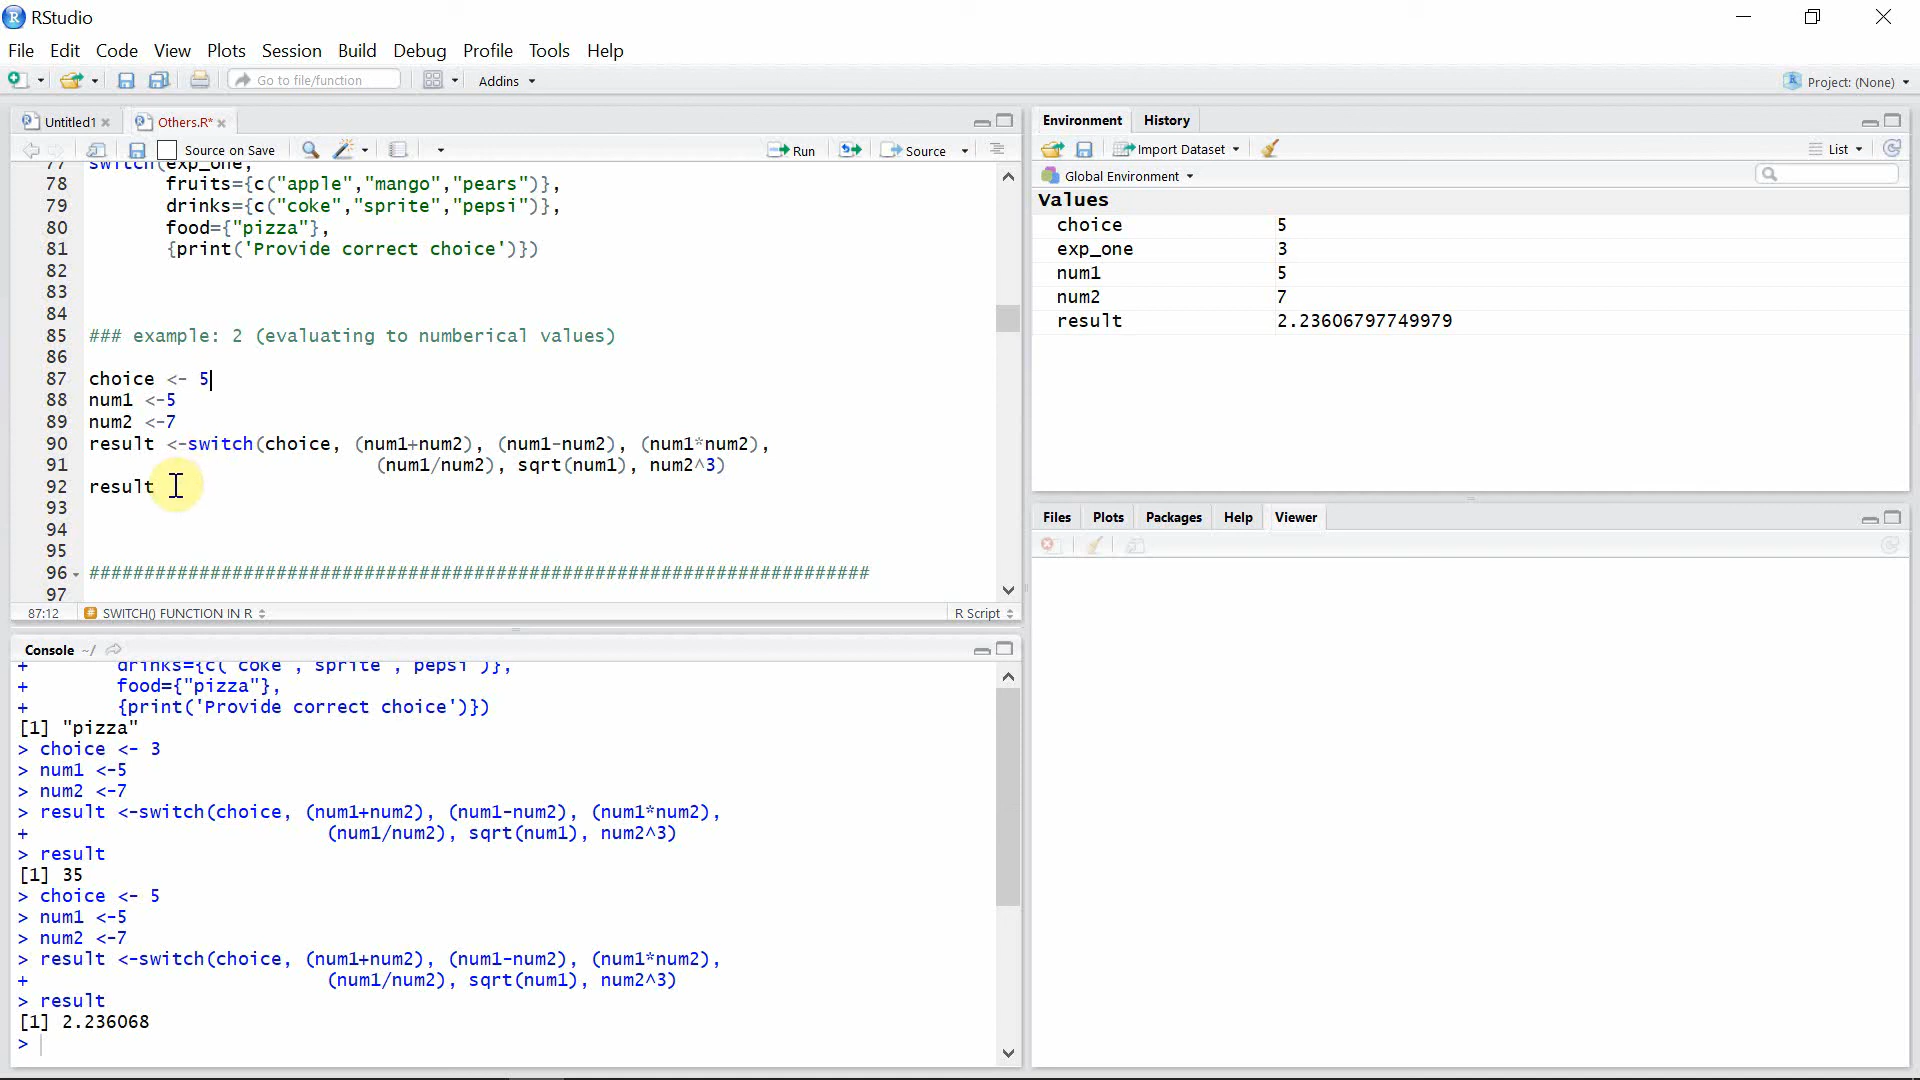 RStudio
File Edit Code View Plots Session Build Debug Profile Tools Help
Go to file/function Addins Project: (None)
Untitled1 Others.R*
Source on Save Run Source
77 switch(exp_one,
78 fruits={c("apple","mango","pears")},
79 drinks={c("coke","sprite","pepsi")},
80 food={"pizza"},
81 {print('Provide correct choice')})
82
83
84
85 ### example: 2 (evaluating to numberical values)
86
87 choice <- 5
88 num1 <-5
89 num2 <-7
90 result <-switch(choice, (num1+num2), (num1-num2), (num1*num2),
91 (num1/num2), sqrt(num1), num2^3)
92 result
93
94
95
96 #######################################################################
97
87:12 SWITCH() FUNCTION IN R R Script
Console ~/
+ drinks={c("coke","sprite","pepsi")},
+ food={"pizza"},
+ {print('Provide correct choice')})
[1] "pizza"
> choice <- 3
> num1 <-5
> num2 <-7
> result <-switch(choice, (num1+num2), (num1-num2), (num1*num2),
+ (num1/num2), sqrt(num1), num2^3)
> result
[1] 35
> choice <- 5
> num1 <-5
> num2 <-7
> result <-switch(choice, (num1+num2), (num1-num2), (num1*num2),
+ (num1/num2), sqrt(num1), num2^3)
> result
[1] 2.236068
>
Environment History
Import Dataset List
Global Environment
Values
choice 5
exp_one 3
num1 5
num2 7
result 2.23606797749979
Files Plots Packages Help Viewer